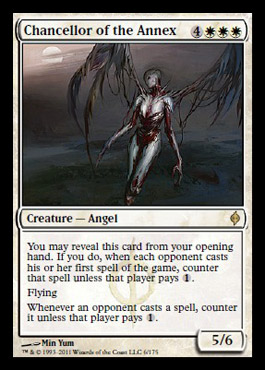 Chancellor of the Annex 4
Creature — Angel
You may reveal this card from your opening
hand. If you do, when each opponent casts
his or her first spell of the game, counter
that spell unless that player pays 1.
Flying
Whenever an opponent casts a spell, counter
it unless that player pays 1.
Min Yum
™ & © 1993-2011 Wizards of the Coast LLC 6/175
5/6